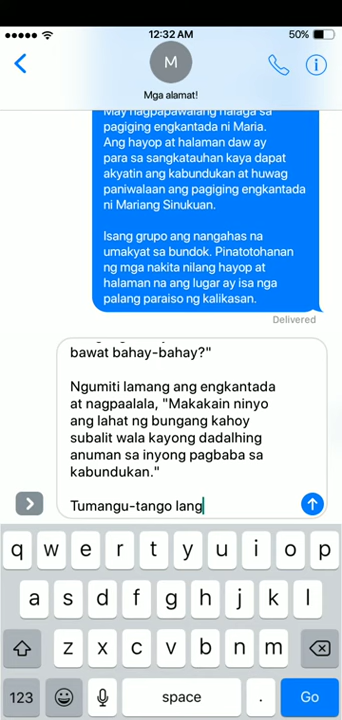 12:32 AM
50%
M
Mga alamat!
May nagpapawalang halaga sa
pagiging engkantada ni Maria.
Ang hayop at halaman daw ay
para sa sangkatauhan kaya dapat
akyatin ang kabundukan at huwag
paniwalaan ang pagiging engkantada
ni Mariang Sinukuan.
Isang grupo ang nangahas na
umakyat sa bundok. Pinatotohanan
ng mga nakita nilang hayop at
halaman na ang lugar ay isa nga
palang paraiso ng kalikasan.
Delivered
bawat bahay-bahay?"
Ngumiti lamang ang engkantada
at nagpaalala, "Makakain ninyo
ang lahat ng bungang kahoy
subalit wala kayong dadalhing
anuman sa inyong pagbaba sa
kabundukan."
Tumangu-tango lang
q w e r t y u i o p
a s d f g h j k l
z x c v b n m
123 space . Go